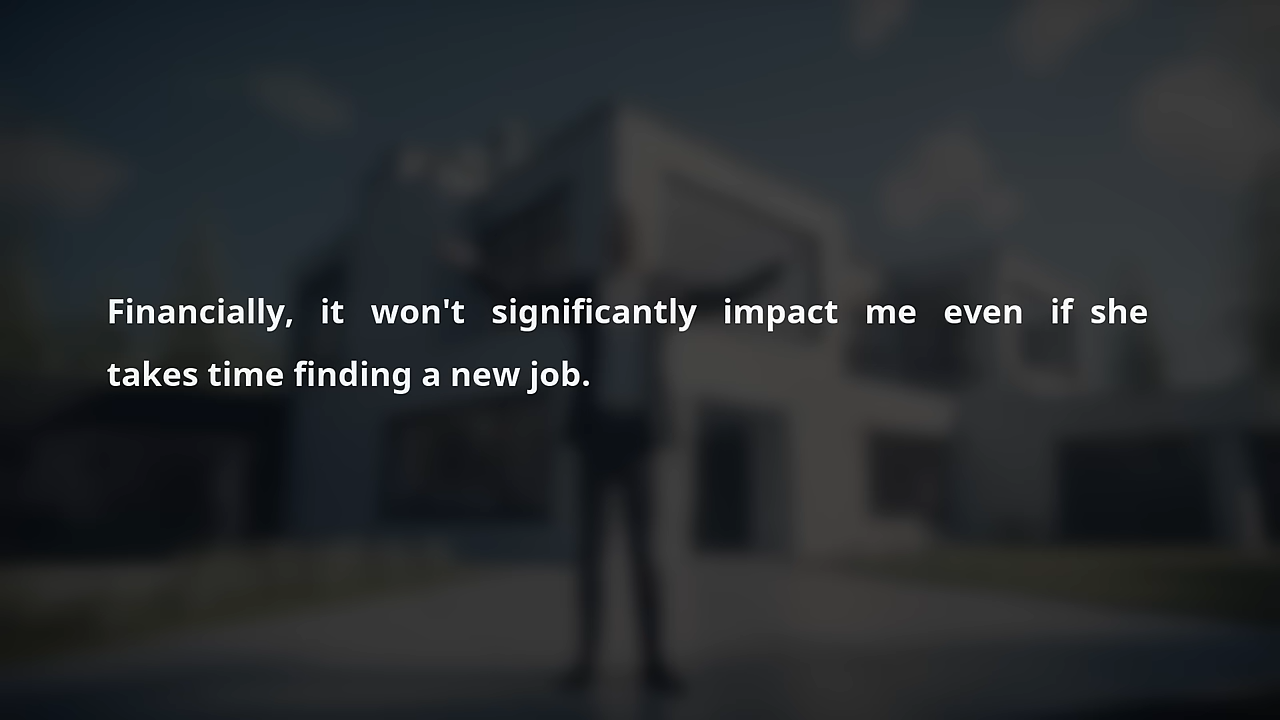 Financially, it won't significantly impact me even if she
takes time finding a new job.